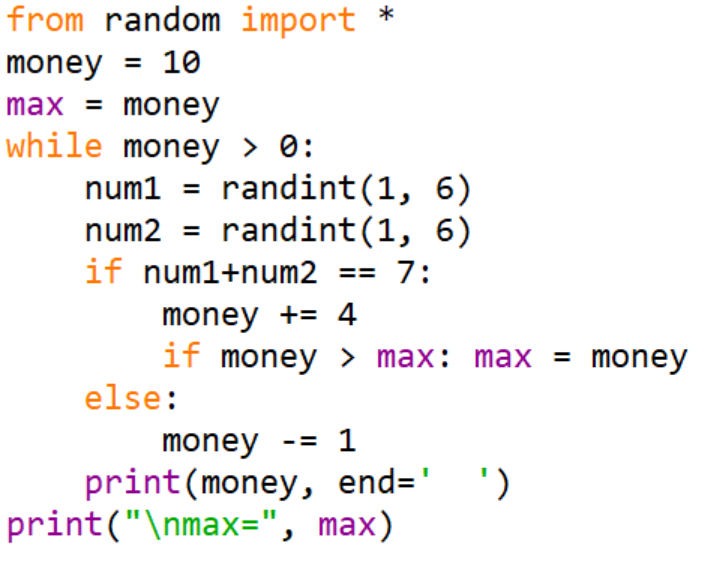 from random import *
money = 10
max = money
while money > 0:
    num1 = randint(1, 6)
    num2 = randint(1, 6)
    if num1+num2 == 7:
        money += 4
        if money > max: max = money
    else:
        money -= 1
    print(money, end='  ')
print("\nmax=", max)